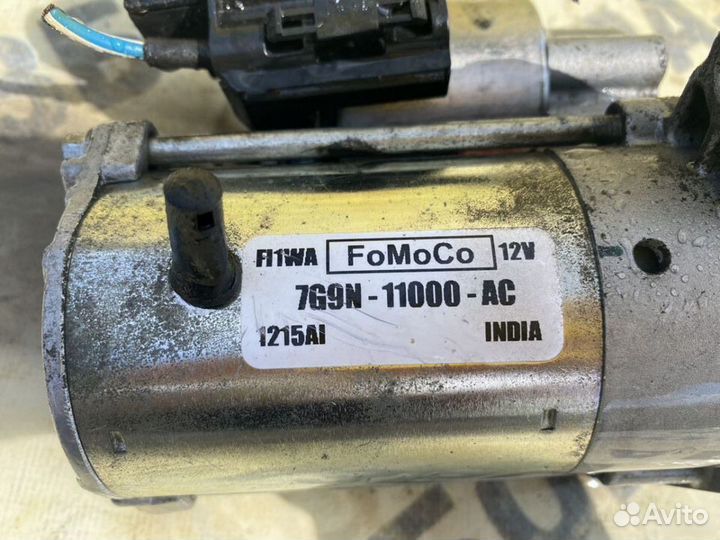 FI1WA FoMoCo 12V
7G9N - 11000 - AC
1215AI INDIA
Avito